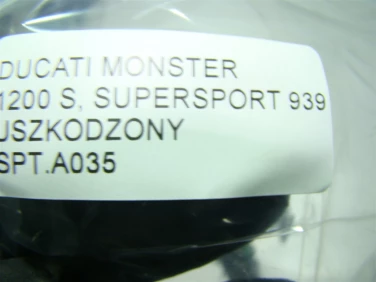 DUCATI MONSTER
1200 S, SUPERSPORT 939
USZKODZONY
SPT.A035